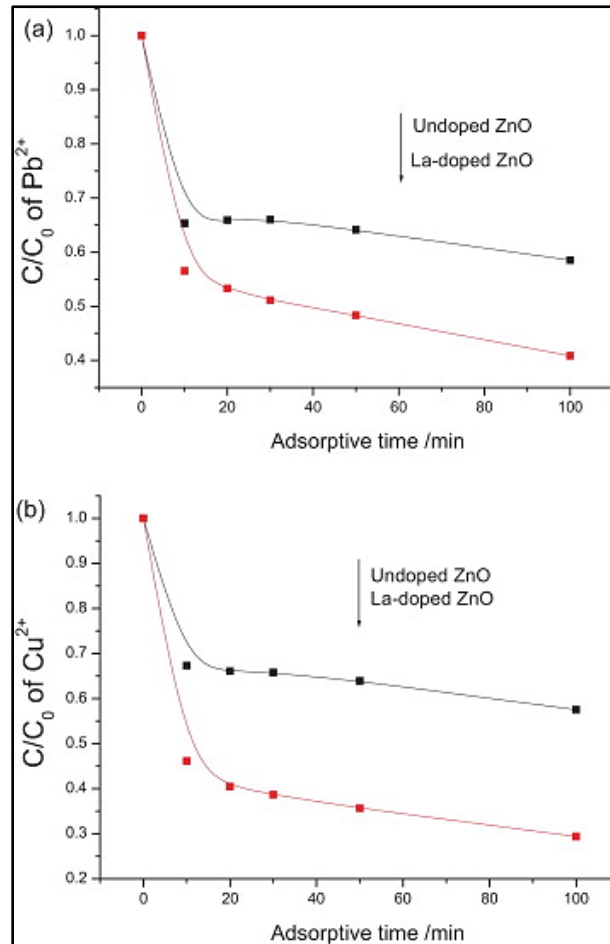 (a)
1.0
0.9
0.8
0.7
0.6
0.5
0.4
C/C₀ of Pb²⁺
Undoped ZnO
La-doped ZnO
0 20 40 60 80 100
Adsorptive time /min
(b)
1.0
0.9
0.8
0.7
0.6
0.5
0.4
0.3
0.2
C/C₀ of Cu²⁺
Undoped ZnO
La-doped ZnO
0 20 40 60 80 100
Adsorptive time /min